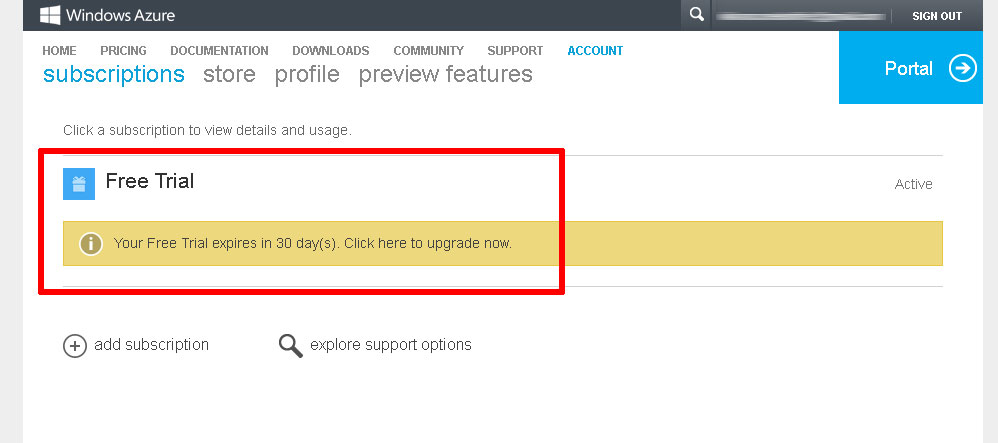 Windows Azure
SIGN OUT
HOME PRICING DOCUMENTATION DOWNLOADS COMMUNITY SUPPORT ACCOUNT
subscriptions store profile preview features
Portal
Click a subscription to view details and usage.
Free Trial
Active
Your Free Trial expires in 30 day(s). Click here to upgrade now.
add subscription
explore support options